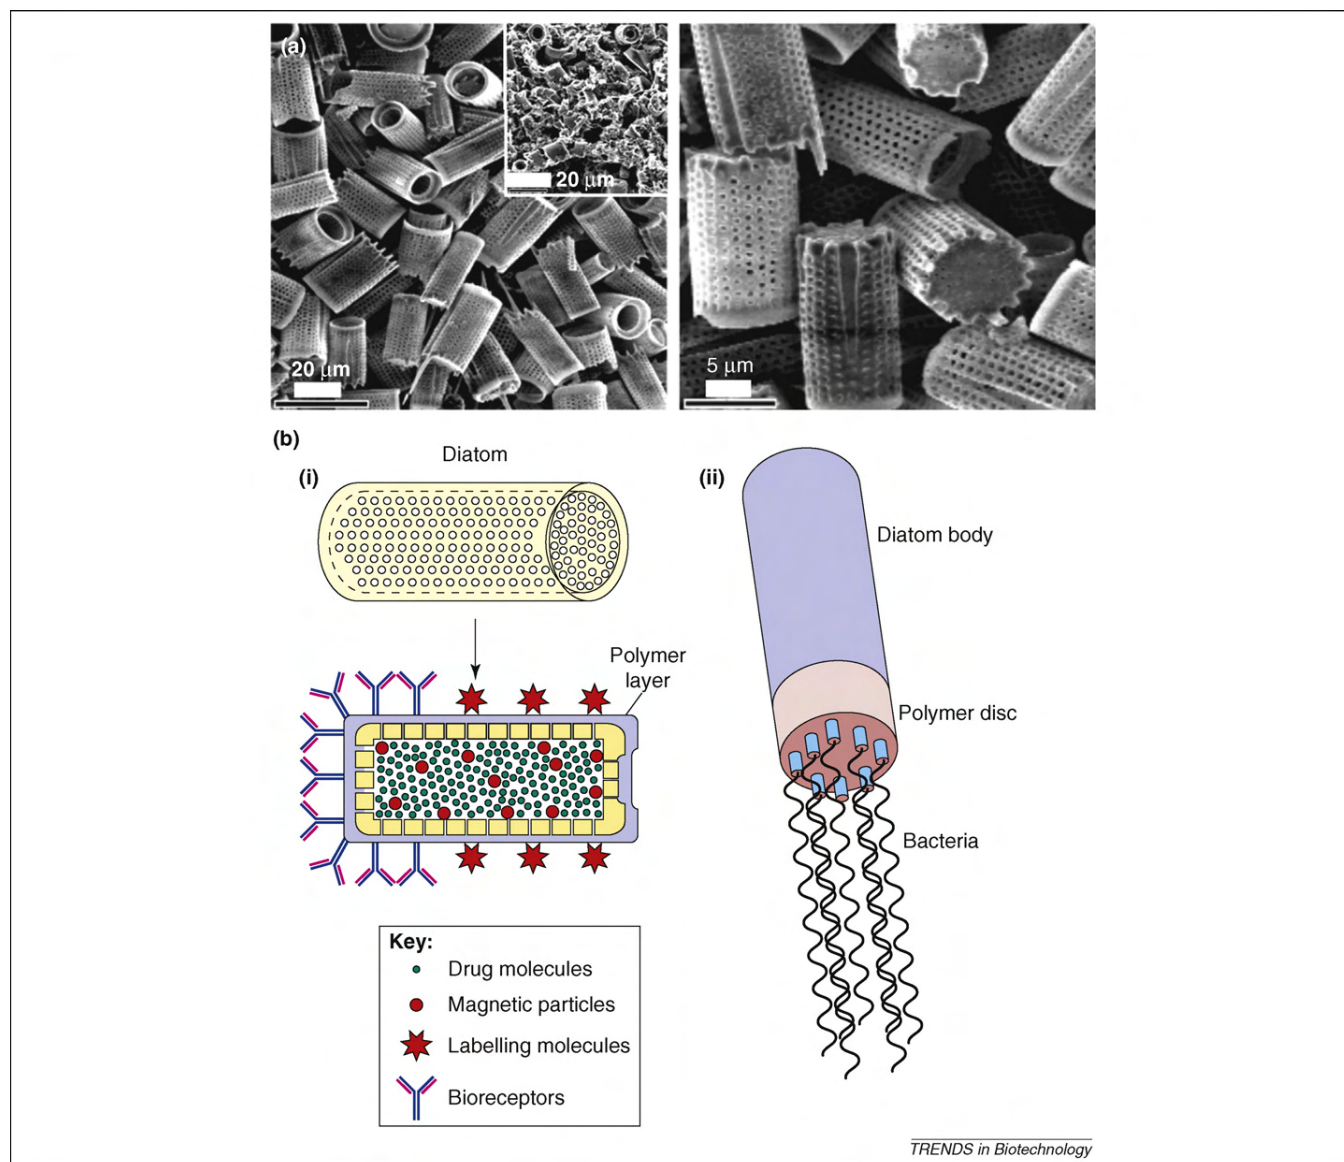 (a)
20 μm
20 μm
5 μm
(b)
Diatom
(i)
(ii)
Diatom body
Polymer
layer
Polymer disc
Bacteria
Key:
Drug molecules
Magnetic particles
Labelling molecules
Bioreceptors
TRENDS in Biotechnology